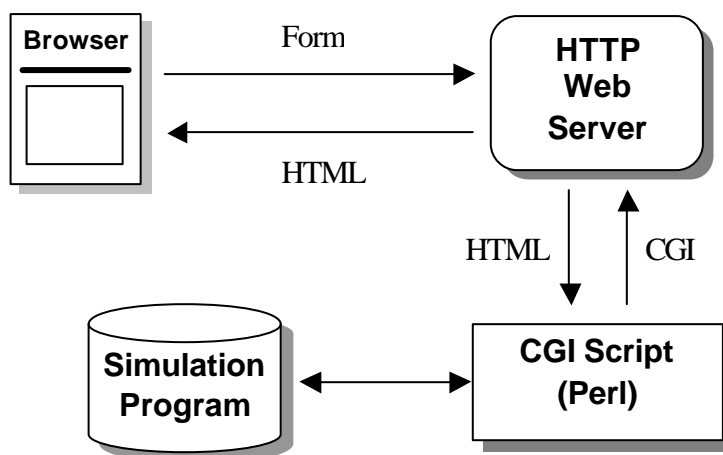 Browser
Form
HTTP
Web
Server
HTML
HTML
CGI
Simulation
Program
CGI Script
(Perl)